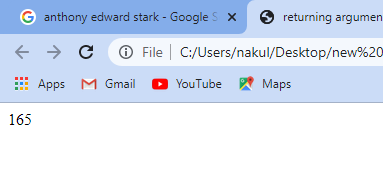 anthony edward stark - Google S
returning argumen
File C:/Users/nakul/Desktop/new%20
Apps Gmail YouTube Maps
165